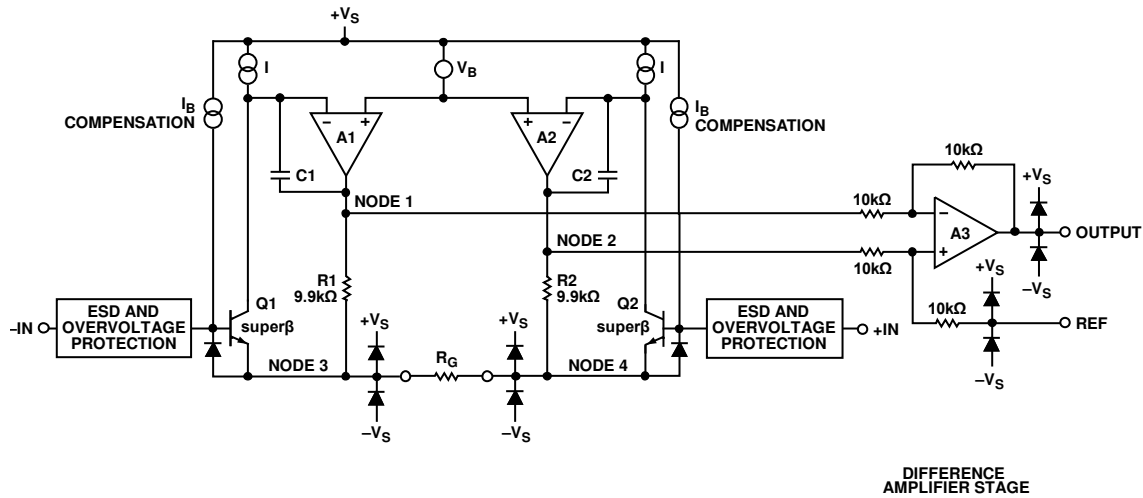 +VS
I
VB
I
IB
COMPENSATION
IB
COMPENSATION
− +
A1
+ −
A2
C1
C2
NODE 1
NODE 2
10kΩ
10kΩ
10kΩ
−
A3
+
+VS
OUTPUT
−VS
R1
9.9kΩ
R2
9.9kΩ
+VS
10kΩ
REF
−VS
−IN
ESD AND
OVERVOLTAGE
PROTECTION
Q1
superβ
Q2
superβ
ESD AND
OVERVOLTAGE
PROTECTION
+IN
+VS
+VS
NODE 3
RG
NODE 4
−VS
−VS
DIFFERENCE
AMPLIFIER STAGE